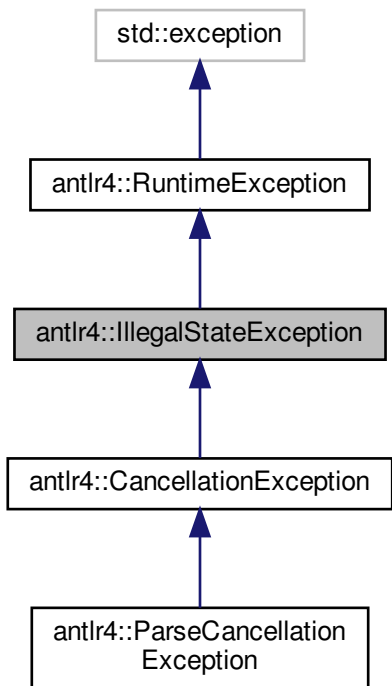 std::exception
antlr4::RuntimeException
antlr4::IllegalStateException
antlr4::CancellationException
antlr4::ParseCancellation
Exception